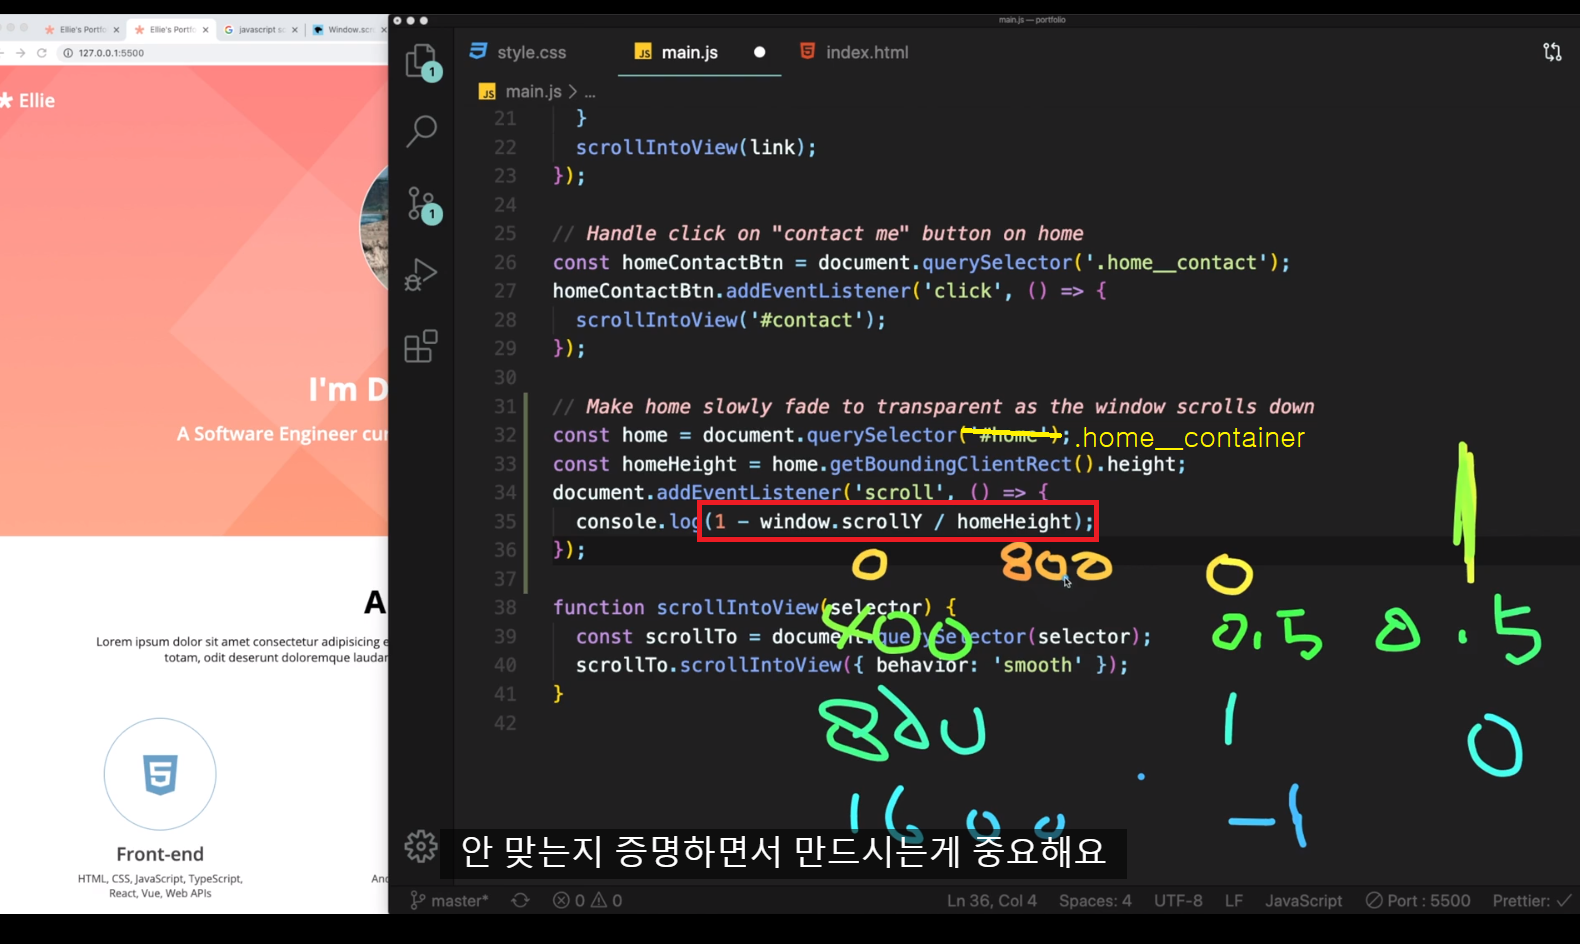 main.js — portfolio
Ellie's Portf
Ellie's Portf
javascript s
Window.scr
127.0.0.1:5500
style.css
main.js
index.html
main.js > ...
1
1
Ellie
I'm D
A Software Engineer cur
A
Lorem ipsum dolor sit amet consectetur adipisicing e
totam, odit deserunt doloremque laudar
Front-end
HTML, CSS, JavaScript, TypeScript,
React, Vue, Web APIs
An
21 }
22 scrollIntoView(link);
23 });
24
25 // Handle click on "contact me" button on home
26 const homeContactBtn = document.querySelector('.home__contact');
27 homeContactBtn.addEventListener('click', () => {
28 scrollIntoView('#contact');
29 });
30
31 // Make home slowly fade to transparent as the window scrolls down
32 const home = document.querySelector('#home'); .home__container
33 const homeHeight = home.getBoundingClientRect().height;
34 document.addEventListener('scroll', () => {
35 console.log(1 - window.scrollY / homeHeight);
36 });
37
38 function scrollIntoView(selector) {
39 const scrollTo = document.querySelector(selector);
40 scrollTo.scrollIntoView({ behavior: 'smooth' });
41 }
42
0 800 0 1
400 0.5 0.5
800 1 0
1600 -1
안 맞는지 증명하면서 만드시는게 중요해요
master* 0 0 Ln 36, Col 4 Spaces: 4 UTF-8 LF JavaScript Port : 5500 Prettier: ✓